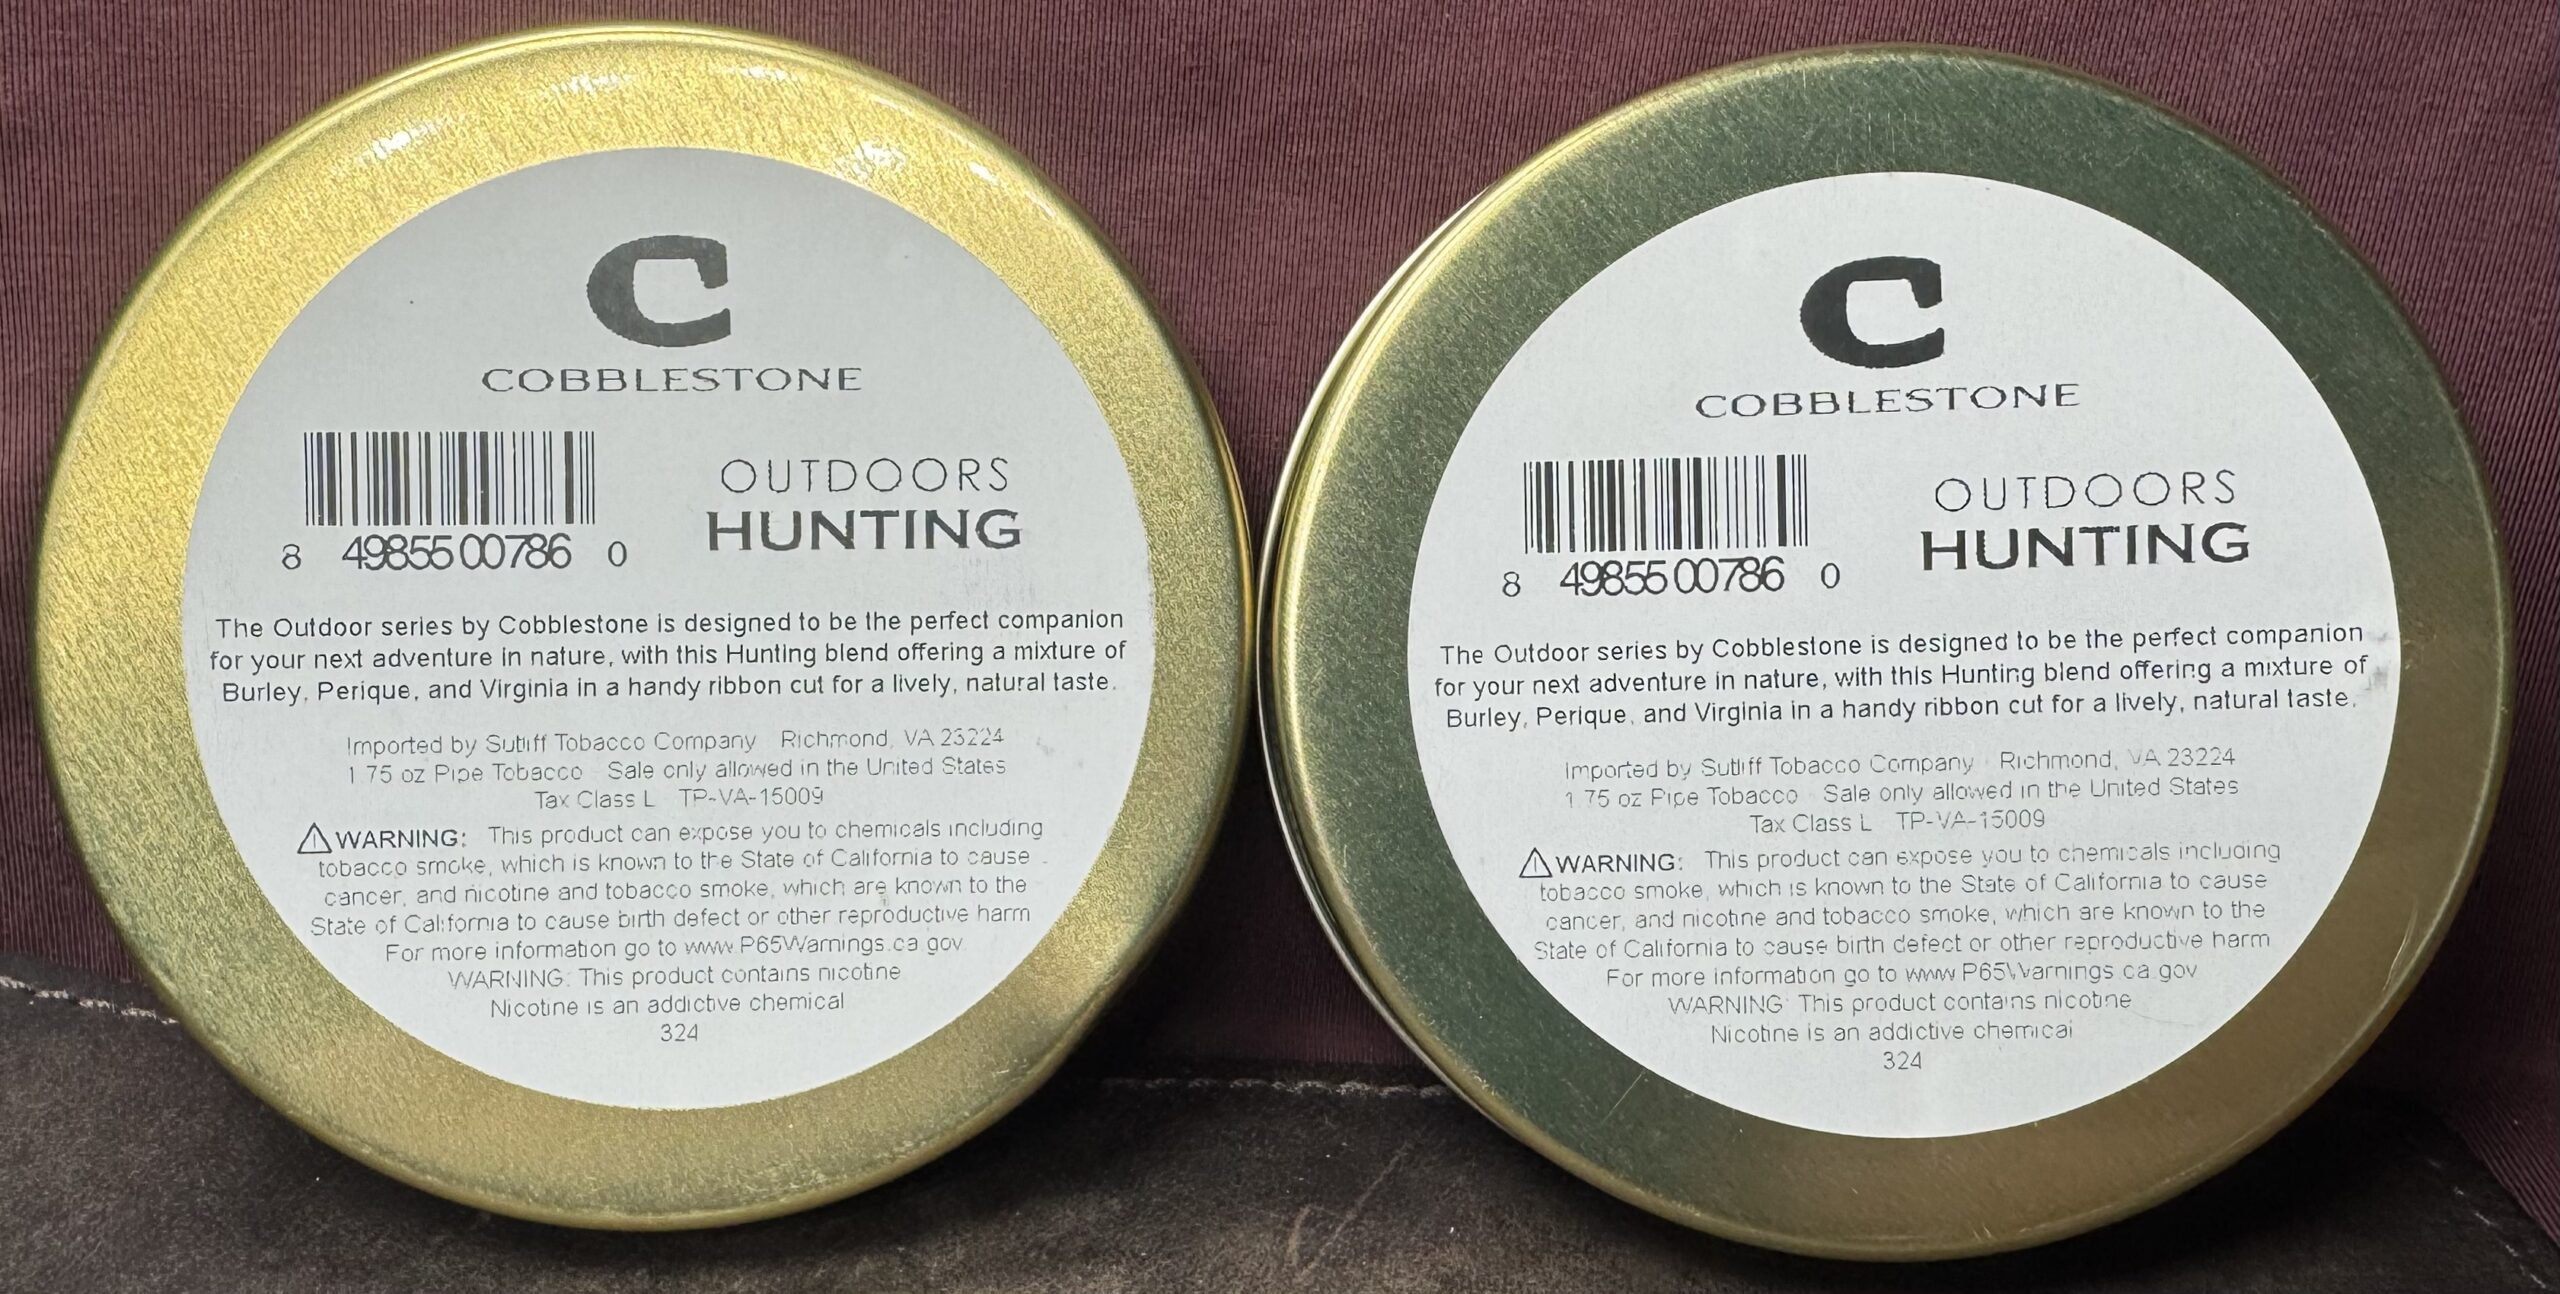 C
COBBLESTONE
8 49855 00786 0
OUTDOORS
HUNTING
The Outdoor series by Cobblestone is designed to be the perfect companion
for your next adventure in nature, with this Hunting blend offering a mixture of
Burley, Perique, and Virginia in a handy ribbon cut for a lively, natural taste.
Imported by Sutliff Tobacco Company Richmond, VA 23224
1.75 oz Pipe Tobacco Sale only allowed in the United States
Tax Class L TP-VA-15009
WARNING: This product can expose you to chemicals including
tobacco smoke, which is known to the State of California to cause
cancer, and nicotine and tobacco smoke, which are known to the
State of California to cause birth defect or other reproductive harm
For more information go to www.P65Warnings.ca.gov
WARNING: This product contains nicotine
Nicotine is an addictive chemical
324
C
COBBLESTONE
8 49855 00786 0
OUTDOORS
HUNTING
The Outdoor series by Cobblestone is designed to be the perfect companion
for your next adventure in nature, with this Hunting blend offering a mixture of
Burley, Perique, and Virginia in a handy ribbon cut for a lively, natural taste.
Imported by Sutliff Tobacco Company Richmond, VA 23224
1.75 oz Pipe Tobacco Sale only allowed in the United States
Tax Class L TP-VA-15009
WARNING: This product can expose you to chemicals including
tobacco smoke, which is known to the State of California to cause
cancer, and nicotine and tobacco smoke, which are known to the
State of California to cause birth defect or other reproductive harm
For more information go to www.P65Warnings.ca.gov
WARNING: This product contains nicotine
Nicotine is an addictive chemical
324